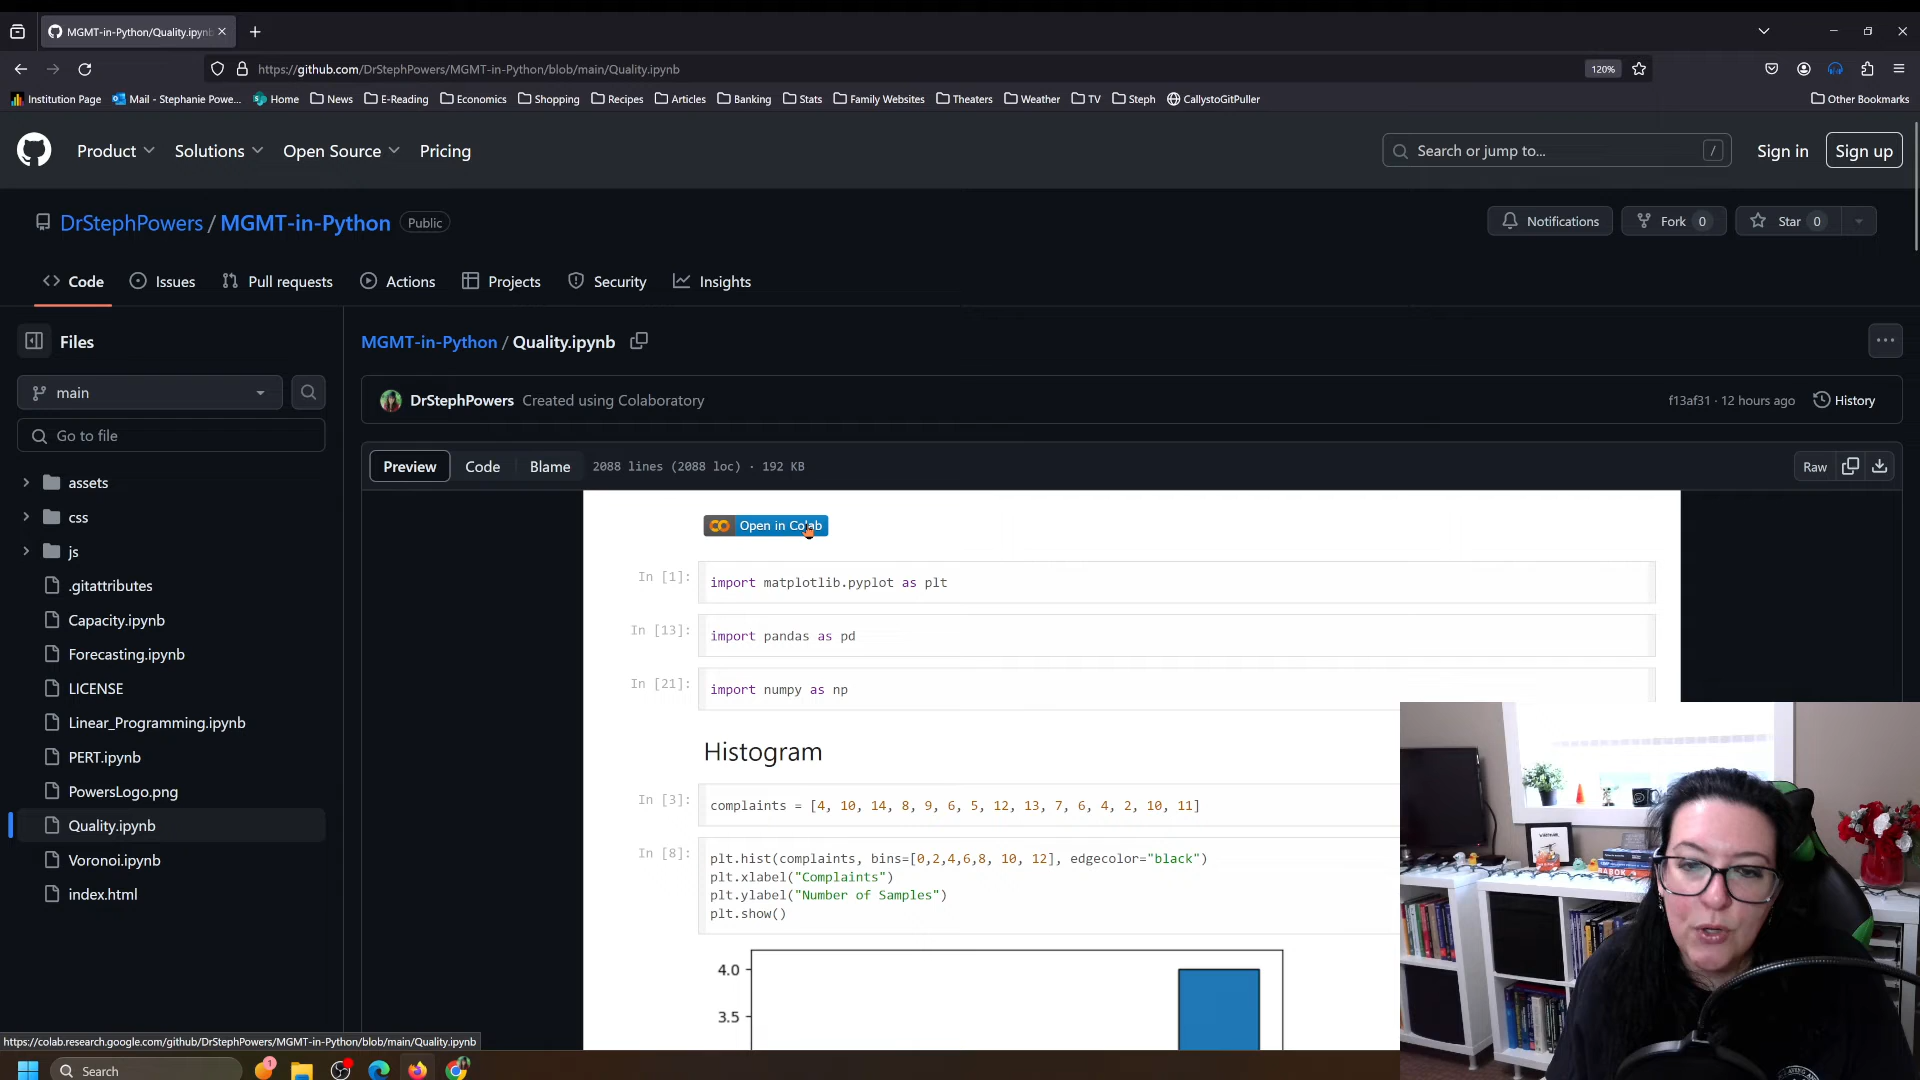 MGMT-in-Python/Quality.ipynb
https://github.com/DrStephPowers/MGMT-in-Python/blob/main/Quality.ipynb
120%
Institution Page
Mail - Stephanie Powe...
Home
News
E-Reading
Economics
Shopping
Recipes
Articles
Banking
Stats
Family Websites
Theaters
Weather
TV
Steph
CallystoGitPuller
Other Bookmarks
Product
Solutions
Open Source
Pricing
Search or jump to...
/
Sign in
Sign up
DrStephPowers / MGMT-in-Python
Public
Notifications
Fork 0
Star 0
Code
Issues
Pull requests
Actions
Projects
Security
Insights
Files
main
Go to file
assets
css
js
.gitattributes
Capacity.ipynb
Forecasting.ipynb
LICENSE
Linear_Programming.ipynb
PERT.ipynb
PowersLogo.png
Quality.ipynb
Voronoi.ipynb
index.html
MGMT-in-Python / Quality.ipynb
DrStephPowers Created using Colaboratory
f13af31 · 12 hours ago
History
Preview
Code
Blame
2088 lines (2088 loc) · 192 KB
Raw
Open in Colab
In [1]:
import matplotlib.pyplot as plt
In [13]:
import pandas as pd
In [21]:
import numpy as np
Histogram
In [3]:
complaints = [4, 10, 14, 8, 9, 6, 5, 12, 13, 7, 6, 4, 2, 10, 11]
In [8]:
plt.hist(complaints, bins=[0,2,4,6,8, 10, 12], edgecolor="black")
plt.xlabel("Complaints")
plt.ylabel("Number of Samples")
plt.show()
4.0
3.5
https://colab.research.google.com/github/DrStephPowers/MGMT-in-Python/blob/main/Quality.ipynb
Search
1
BABOK